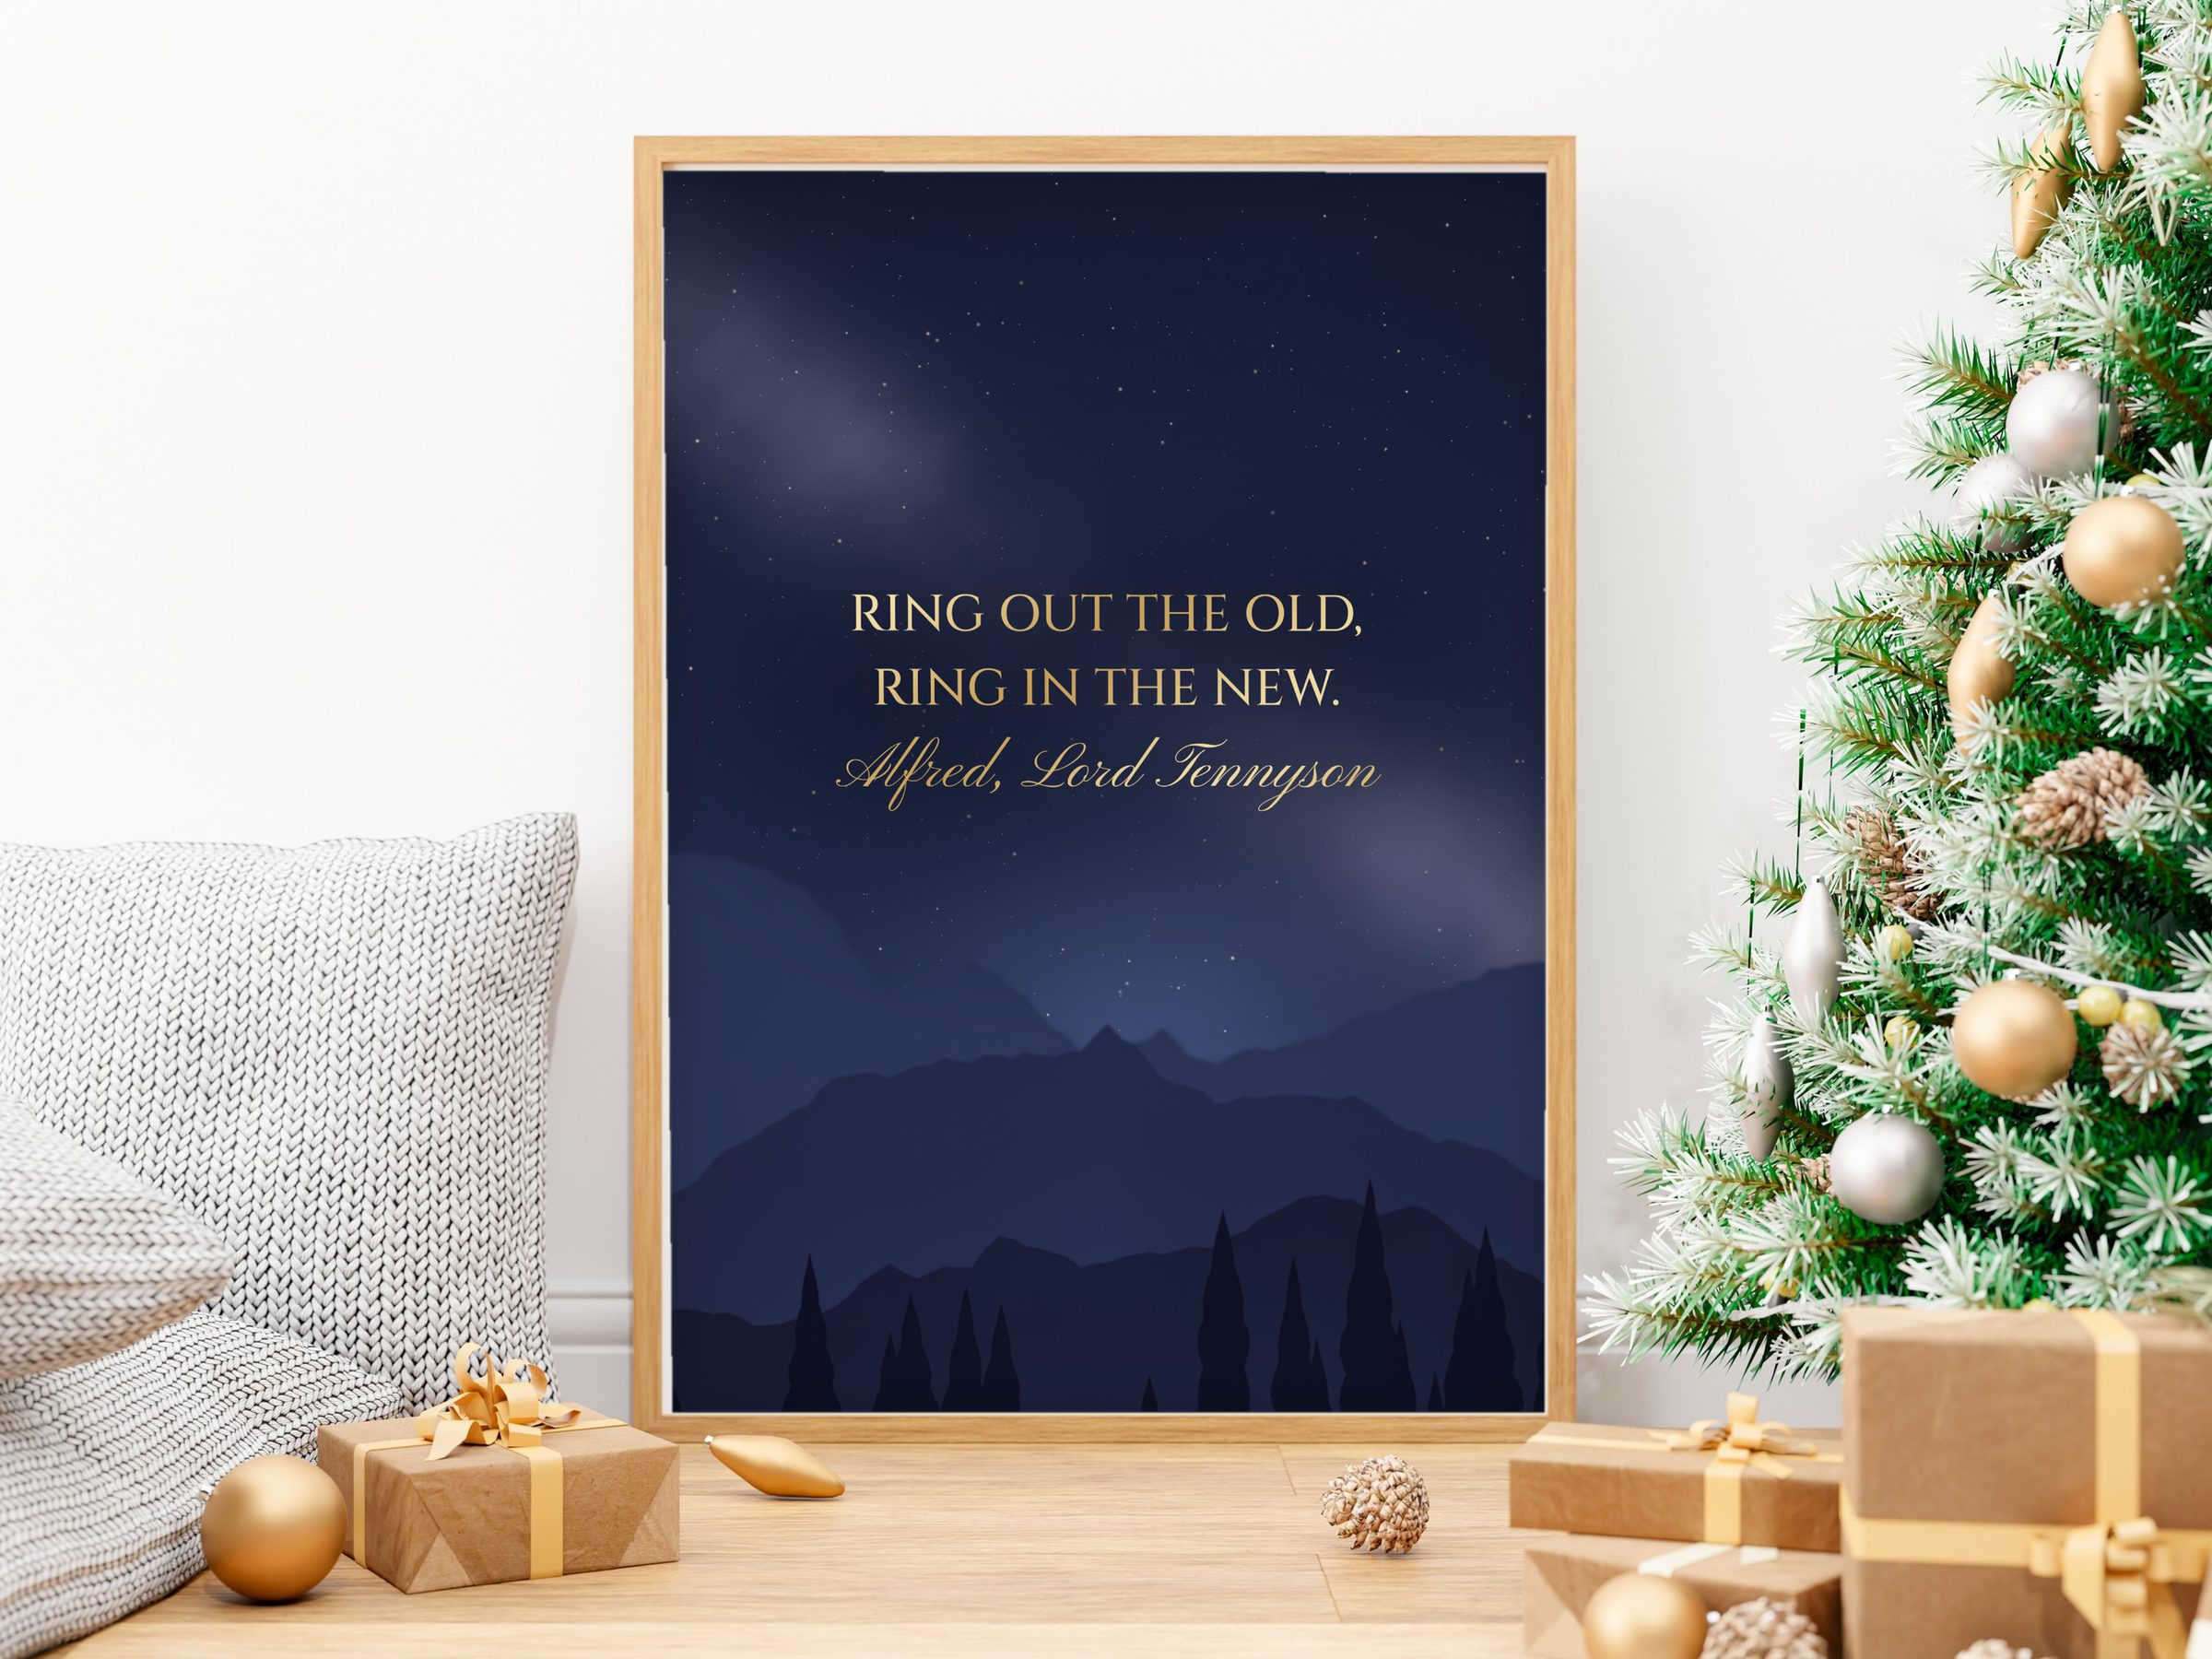 RING OUT THE OLD,
RING IN THE NEW.
Alfred, Lord Tennyson